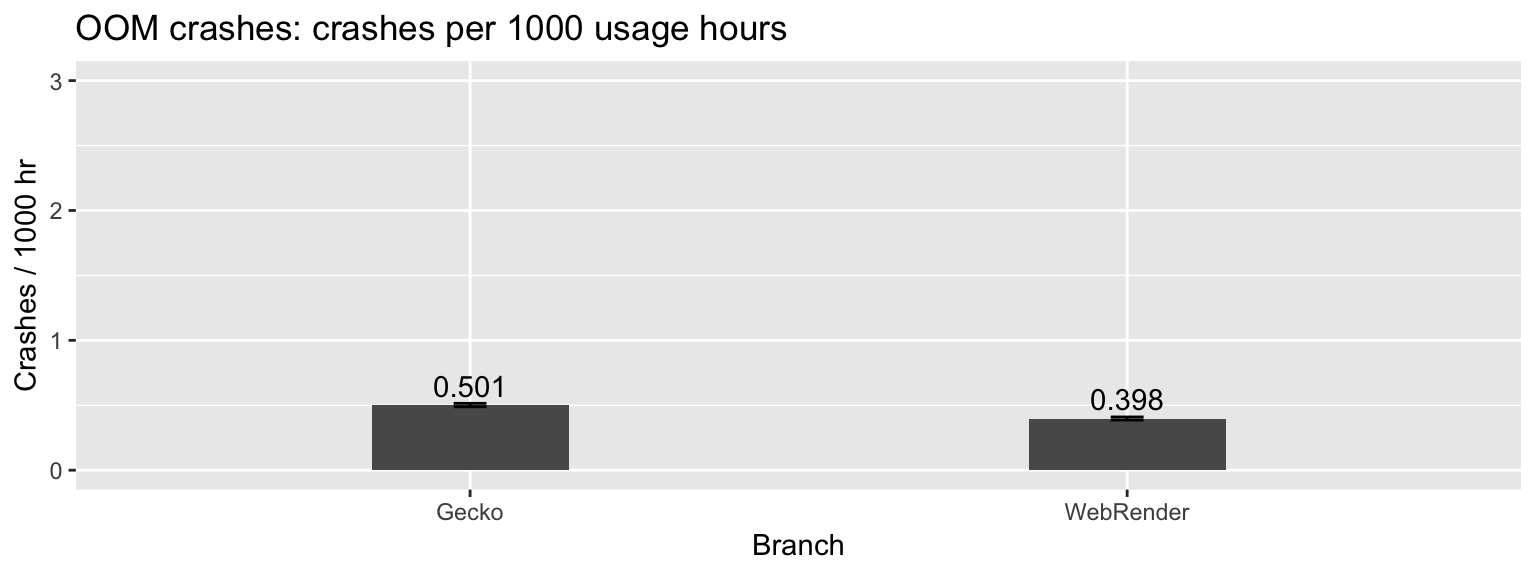 OOM crashes: crashes per 1000 usage hours
Crashes / 1000 hr
3
2
1
0
0.501
0.398
Gecko
WebRender
Branch